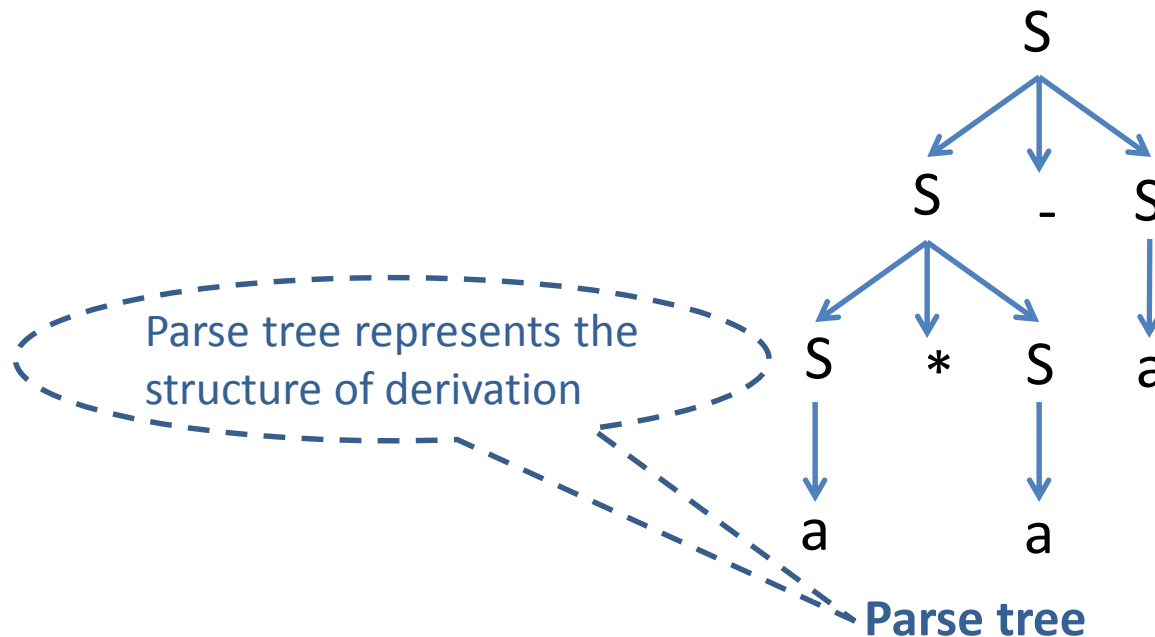 S
S - S
Parse tree represents the
structure of derivation
S * S a
a a
Parse tree